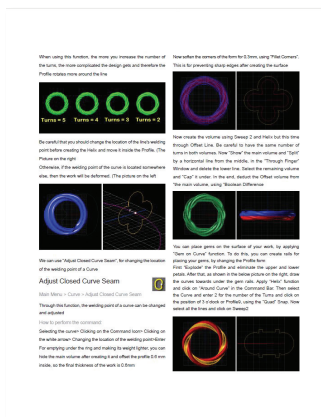 When using this function, the more you increase the number of
the turns, the more complicated the design gets and therefore the
Profile rotates more around the line
Turns = 5 Turns = 4 Turns = 3 Turns = 2
Be careful that you should change the location of the line's welding
point before creating the Helix and move it inside the Profile. (The
Picture on the right
Otherwise, if the welding point of the curve is located somewhere
else, then the work will be deformed. (The picture on the left
We can use "Adjust Closed Curve Seam", for changing the location
of the welding point of a Curve
Adjust Closed Curve Seam
Main Menu > Curve > Adjust Closed Curve Seam
Through this function, the welding point of a curve can be changed
and adjusted
How to perform the command:
Selecting the curve> Clicking on the Command Icon> Clicking on
the white arrow> Changing the location of the welding point>Enter
For emptying under the ring and making its weight lighter, you can
hide the main volume after creating it and offset the profile 0.6 mm
inside, so the final thickness of the work is 0.6mm
Now soften the corners of the form for 0.3mm, using "Fillet Corners".
This is for preventing sharp edges after creating the surface
Now create the volume using Sweep 2 and Helix but this time
through Offset Line. Be careful to have the same number of
turns in both volumes. Now "Show" the main volume and "Split"
by a horizontal line from the middle, in the "Through Finger"
Window and delete the lower line. Select the remaining volume
and "Cap" it under. In the end, deduct the Offset volume from
"the main volume, using "Boolean Difference
You can place gems on the surface of your work, by applying
"Gem on Curve" function. To do this, you can create rails for
placing your gems, by changing the Profile form
First "Explode" the Profile and eliminate the upper and lower
petals. After that, as shown in the below picture on the right, draw
the curves towards under the gem rails. Apply "Helix" function
and click on "Around Curve" in the Command Bar. Then select
the Curve and enter 2 for the number of the Turns and click on
the position of 3 o'clock on Profile9, using the "Quad" Snap. Now
select all the lines and click on Sweep2